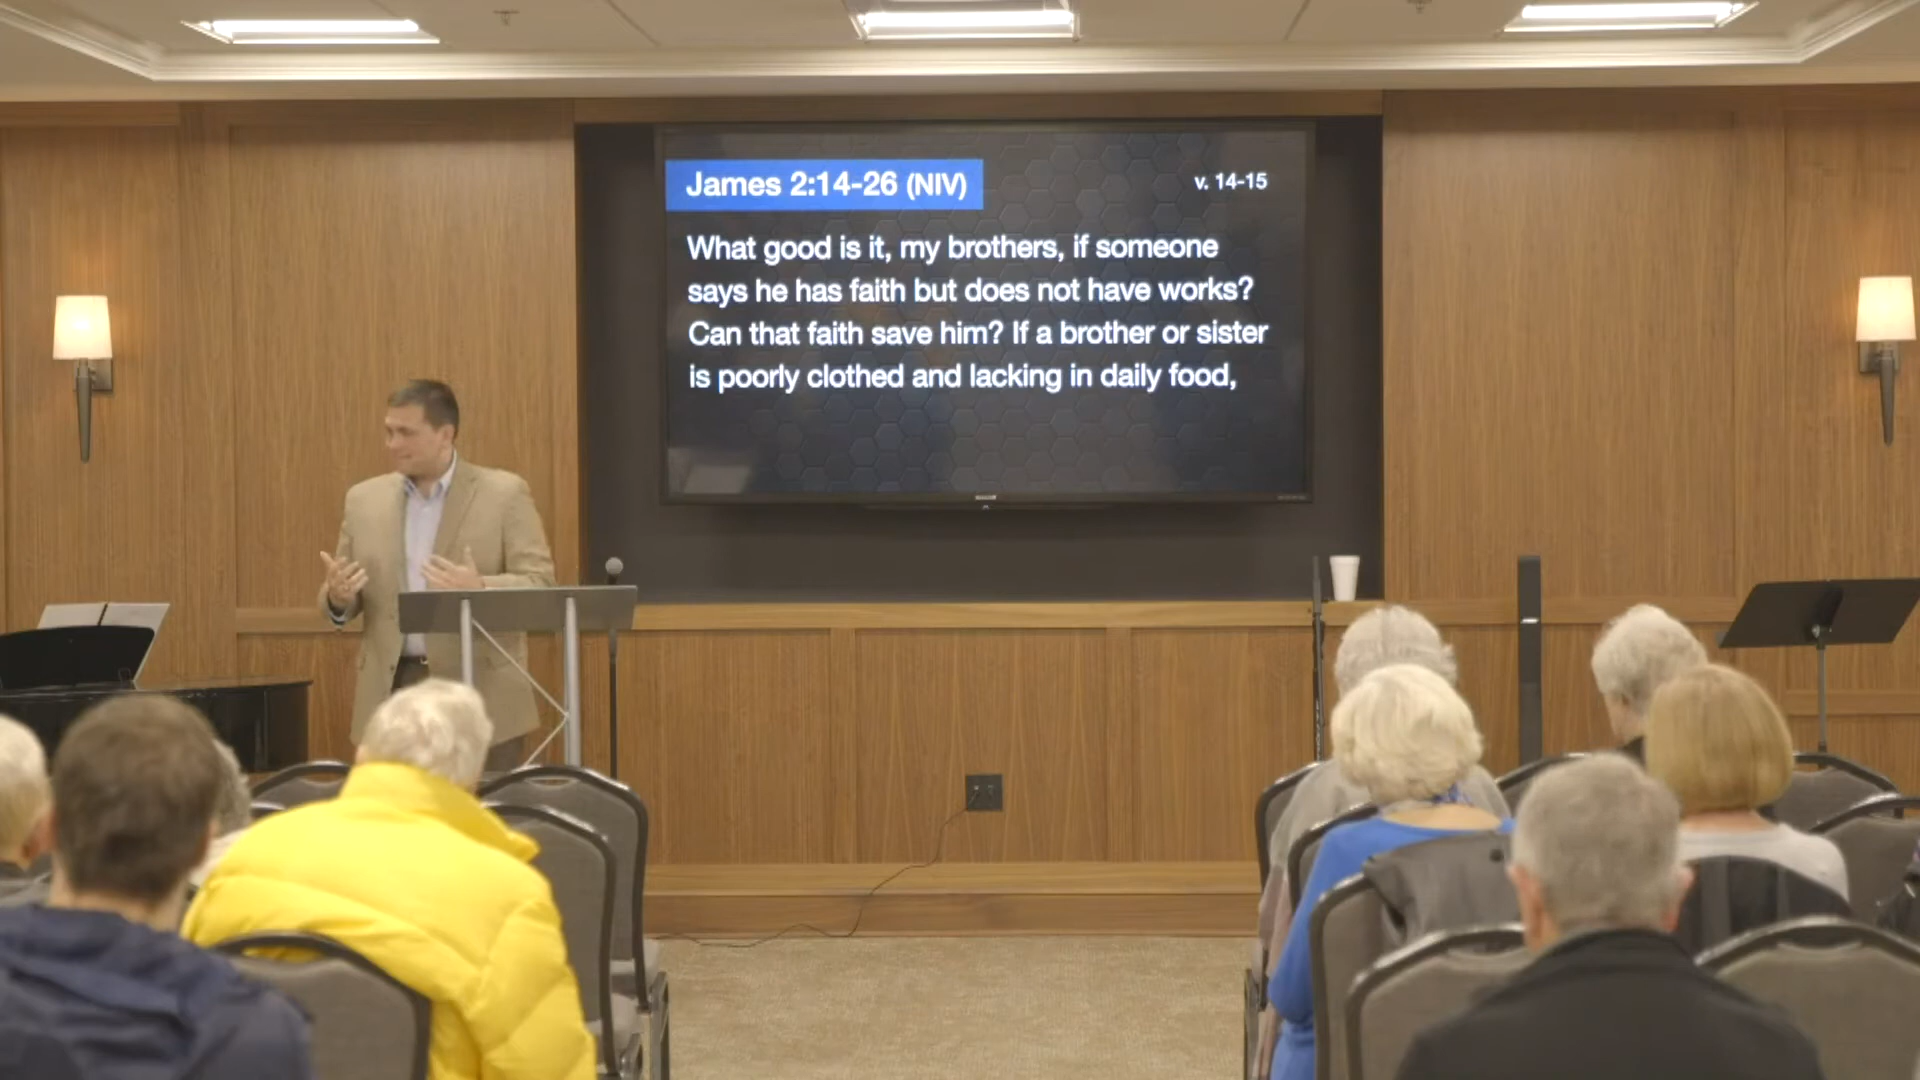 James 2:14-26 (NIV)
v. 14-15
What good is it, my brothers, if someone
says he has faith but does not have works?
Can that faith save him? If a brother or sister
is poorly clothed and lacking in daily food,